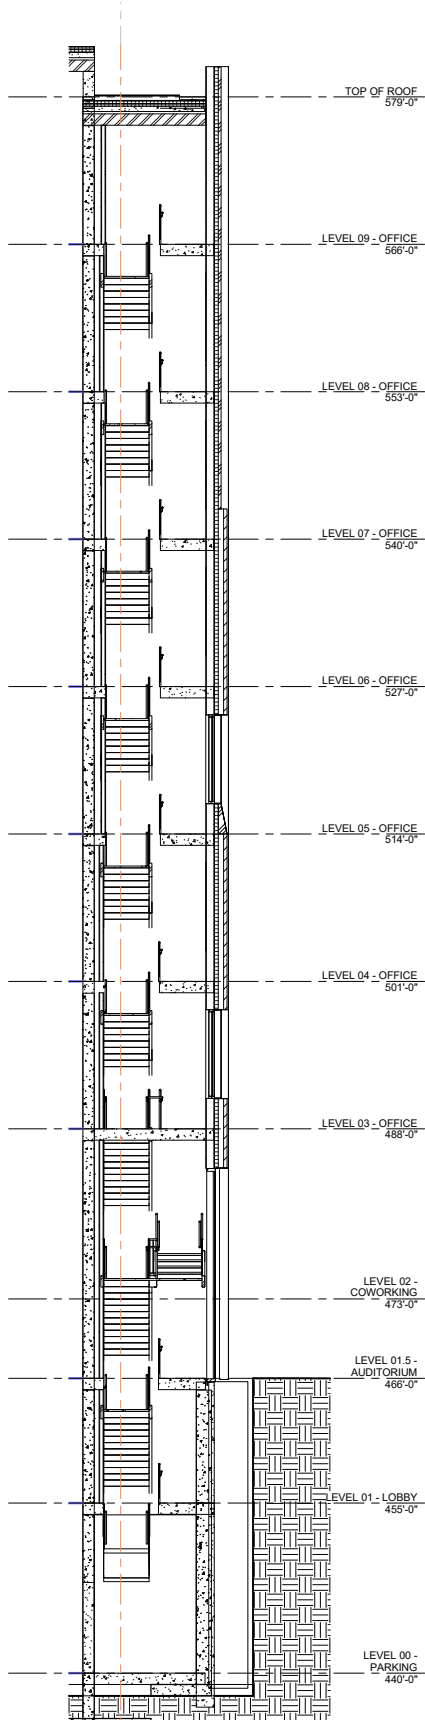 TOP OF ROOF
579'-0"
LEVEL 09 - OFFICE
566'-0"
LEVEL 08 - OFFICE
553'-0"
LEVEL 07 - OFFICE
540'-0"
LEVEL 06 - OFFICE
527'-0"
LEVEL 05 - OFFICE
514'-0"
LEVEL 04 - OFFICE
501'-0"
LEVEL 03 - OFFICE
488'-0"
LEVEL 02 -
COWORKING
473'-0"
LEVEL 01.5 -
AUDITORIUM
466'-0"
LEVEL 01 - LOBBY
455'-0"
LEVEL 00 -
PARKING
440'-0"